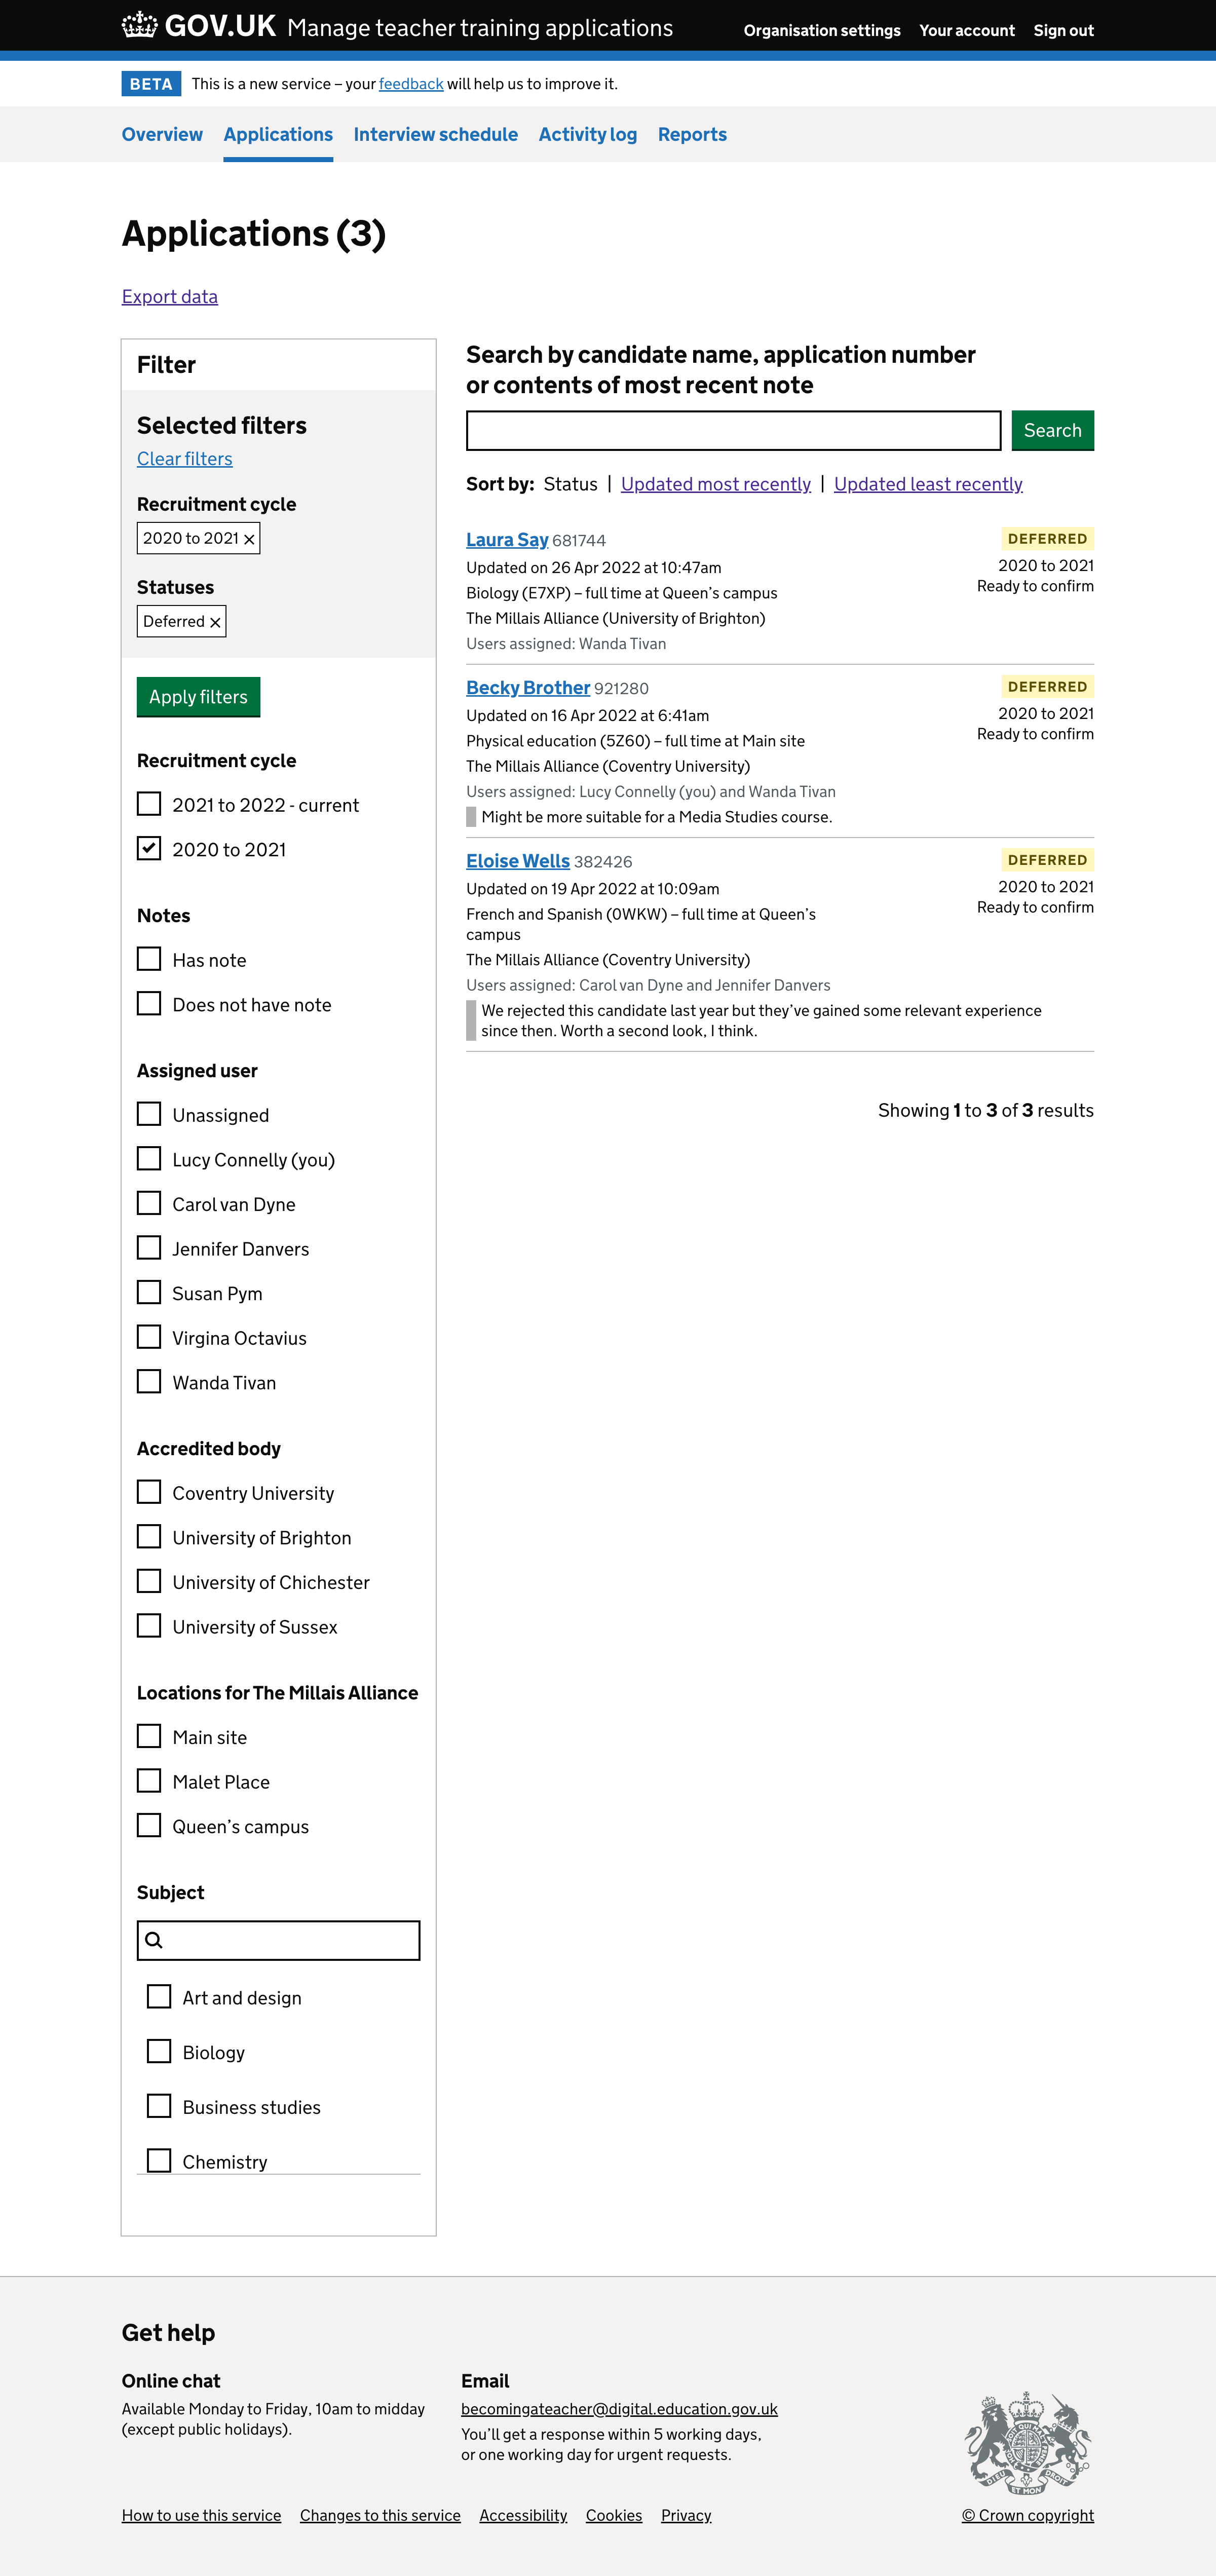 GOV.UK Manage teacher training applications Organisation settings Your account Sign out
BETA This is a new service – your feedback will help us to improve it.
Overview Applications Interview schedule Activity log Reports
Applications (3)
Export data
Filter
Selected filters
Clear filters
Recruitment cycle
2020 to 2021
Statuses
Deferred
Apply filters
Recruitment cycle
2021 to 2022 - current
2020 to 2021
Notes
Has note
Does not have note
Assigned user
Unassigned
Lucy Connelly (you)
Carol van Dyne
Jennifer Danvers
Susan Pym
Virgina Octavius
Wanda Tivan
Accredited body
Coventry University
University of Brighton
University of Chichester
University of Sussex
Locations for The Millais Alliance
Main site
Malet Place
Queen’s campus
Subject
Art and design
Biology
Business studies
Chemistry
Search by candidate name, application number
or contents of most recent note
Search
Sort by: Status | Updated most recently | Updated least recently
Laura Say 681744
Updated on 26 Apr 2022 at 10:47am
Biology (E7XP) – full time at Queen’s campus
The Millais Alliance (University of Brighton)
Users assigned: Wanda Tivan
DEFERRED
2020 to 2021
Ready to confirm
Becky Brother 921280
Updated on 16 Apr 2022 at 6:41am
Physical education (5Z60) – full time at Main site
The Millais Alliance (Coventry University)
Users assigned: Lucy Connelly (you) and Wanda Tivan
Might be more suitable for a Media Studies course.
DEFERRED
2020 to 2021
Ready to confirm
Eloise Wells 382426
Updated on 19 Apr 2022 at 10:09am
French and Spanish (0WKW) – full time at Queen’s
campus
The Millais Alliance (Coventry University)
Users assigned: Carol van Dyne and Jennifer Danvers
We rejected this candidate last year but they’ve gained some relevant experience
since then. Worth a second look, I think.
DEFERRED
2020 to 2021
Ready to confirm
Showing 1 to 3 of 3 results
Get help
Online chat
Available Monday to Friday, 10am to midday
(except public holidays).
Email
becomingateacher@digital.education.gov.uk
You’ll get a response within 5 working days,
or one working day for urgent requests.
DIEU ET MON DROIT
How to use this service Changes to this service Accessibility Cookies Privacy
© Crown copyright